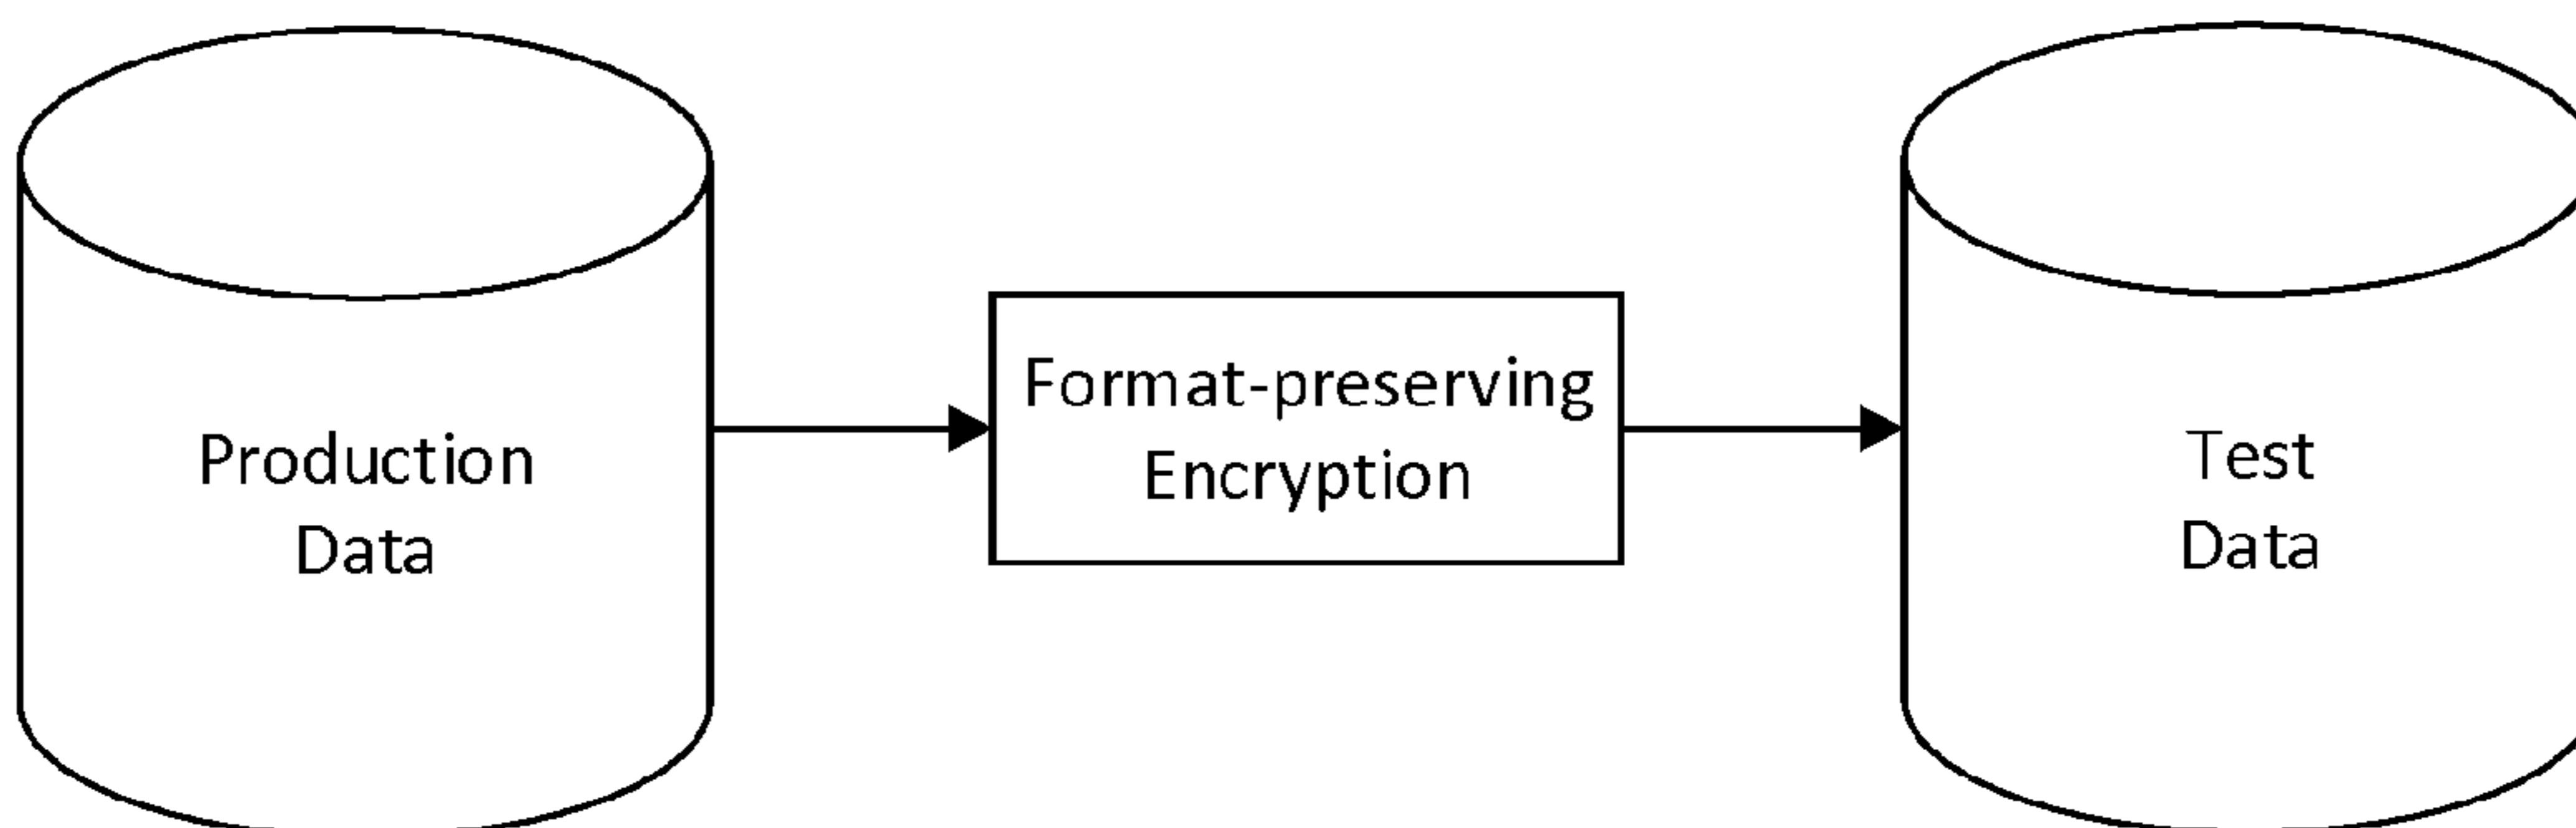 Production
Data
Format-preserving
Encryption
Test
Data